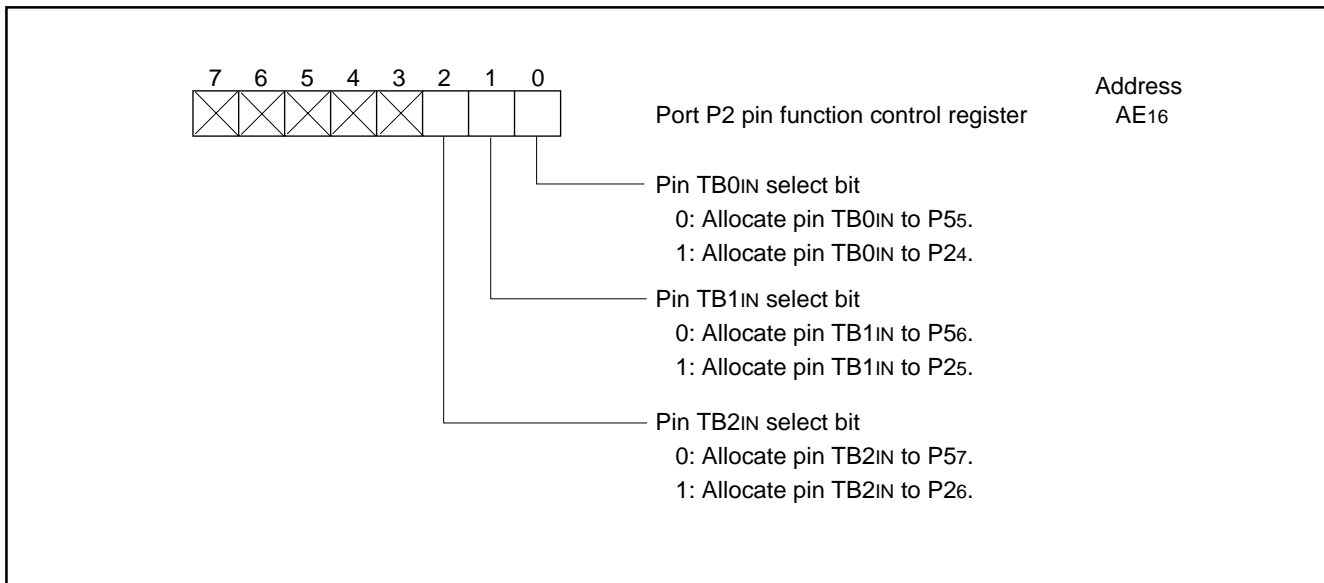 7 6 5 4 3 2 1 0
Address
Port P2 pin function control register AE16
Pin TB0IN select bit
0: Allocate pin TB0IN to P55.
1: Allocate pin TB0IN to P24.
Pin TB1IN select bit
0: Allocate pin TB1IN to P56.
1: Allocate pin TB1IN to P25.
Pin TB2IN select bit
0: Allocate pin TB2IN to P57.
1: Allocate pin TB2IN to P26.